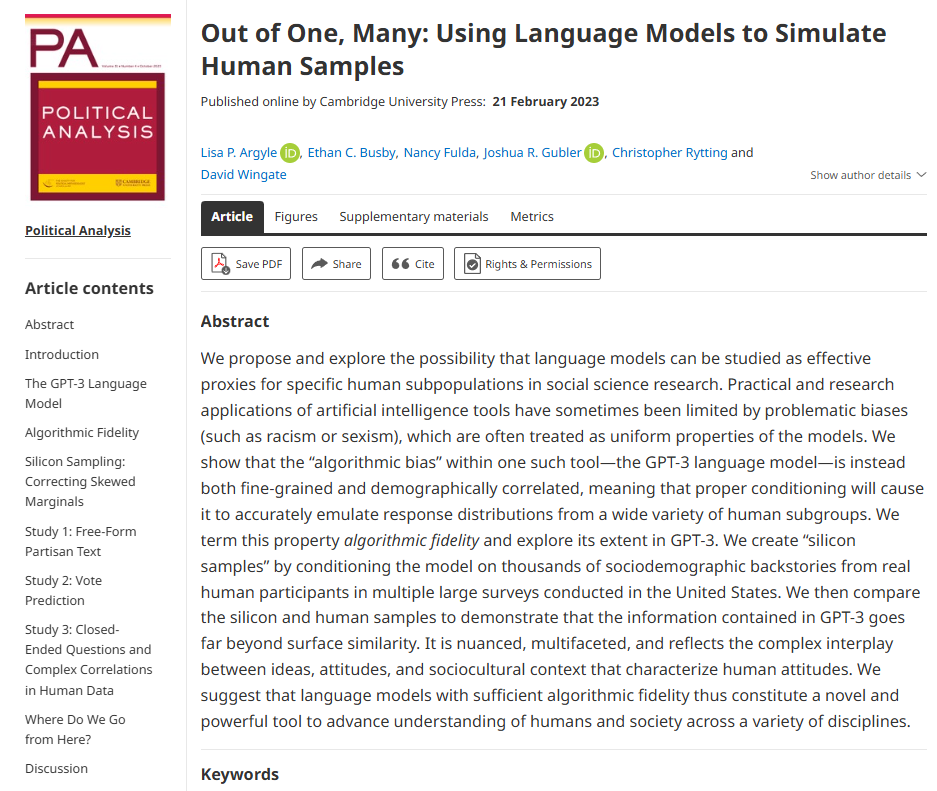 PA
POLITICAL
ANALYSIS
Political Analysis
Article contents
Abstract
Introduction
The GPT-3 Language
Model
Algorithmic Fidelity
Silicon Sampling:
Correcting Skewed
Marginals
Study 1: Free-Form
Partisan Text
Study 2: Vote
Prediction
Study 3: Closed-
Ended Questions and
Complex Correlations
in Human Data
Where Do We Go
from Here?
Discussion
Out of One, Many: Using Language Models to Simulate
Human Samples
Published online by Cambridge University Press: 21 February 2023
Lisa P. Argyle iD, Ethan C. Busby, Nancy Fulda, Joshua R. Gubler iD, Christopher Rytting and
David Wingate
Show author details
Article Figures Supplementary materials Metrics
Save PDF Share Cite Rights & Permissions
Abstract
We propose and explore the possibility that language models can be studied as effective
proxies for specific human subpopulations in social science research. Practical and research
applications of artificial intelligence tools have sometimes been limited by problematic biases
(such as racism or sexism), which are often treated as uniform properties of the models. We
show that the “algorithmic bias” within one such tool—the GPT-3 language model—is instead
both fine-grained and demographically correlated, meaning that proper conditioning will cause
it to accurately emulate response distributions from a wide variety of human subgroups. We
term this property algorithmic fidelity and explore its extent in GPT-3. We create “silicon
samples” by conditioning the model on thousands of sociodemographic backstories from real
human participants in multiple large surveys conducted in the United States. We then compare
the silicon and human samples to demonstrate that the information contained in GPT-3 goes
far beyond surface similarity. It is nuanced, multifaceted, and reflects the complex interplay
between ideas, attitudes, and sociocultural context that characterize human attitudes. We
suggest that language models with sufficient algorithmic fidelity thus constitute a novel and
powerful tool to advance understanding of humans and society across a variety of disciplines.
Keywords